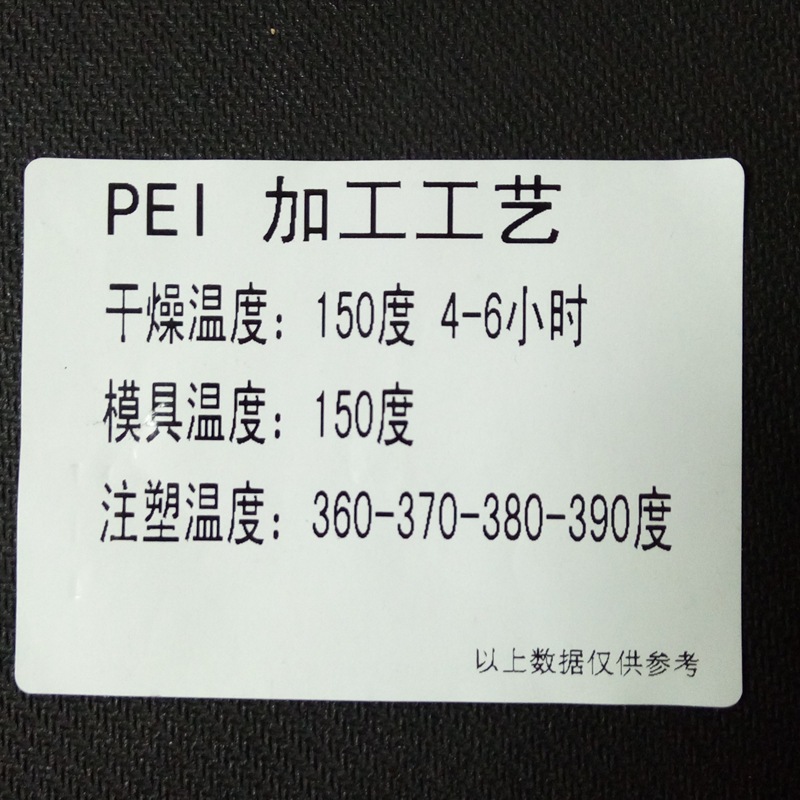 PEI 加工工艺
干燥温度：150度 4-6小时
模具温度：150度
注塑温度：360-370-380-390度
以上数据仅供参考